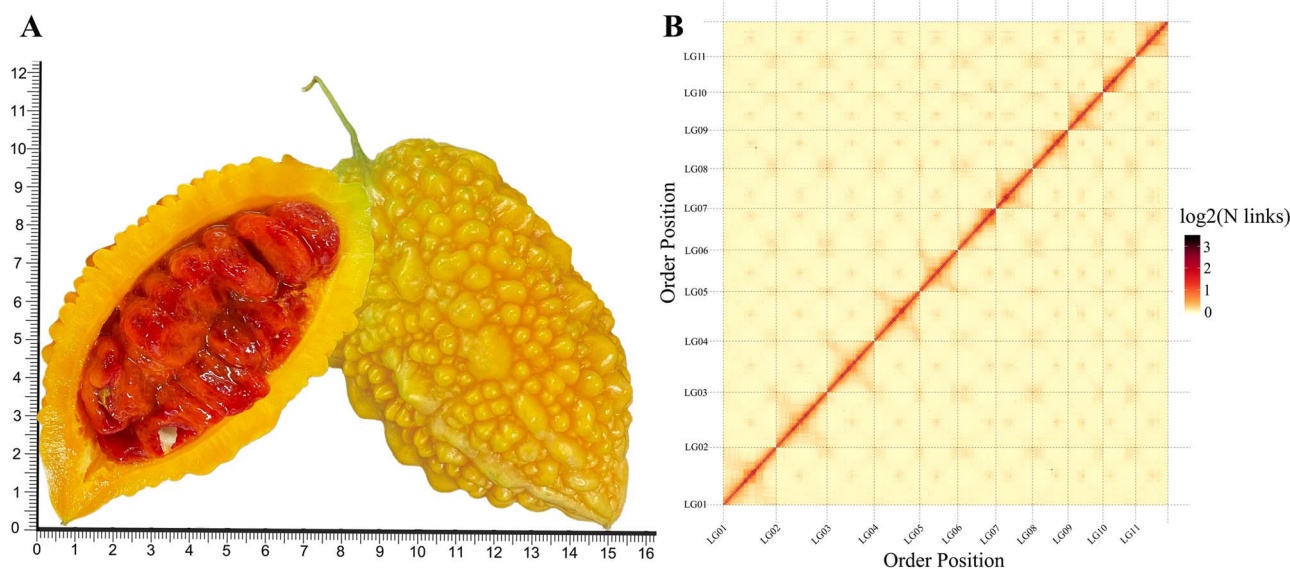 A
12
11
10
9
8
7
6
5
4
3
2
1
0
0 1 2 3 4 5 6 7 8 9 10 11 12 13 14 15 16
B
Order Position
LG11
LG10
LG09
LG08
LG07
LG06
LG05
LG04
LG03
LG02
LG01
LG01 LG02 LG03 LG04 LG05 LG06 LG07 LG08 LG09 LG10 LG11
Order Position
log2(N links)
3
2
1
0